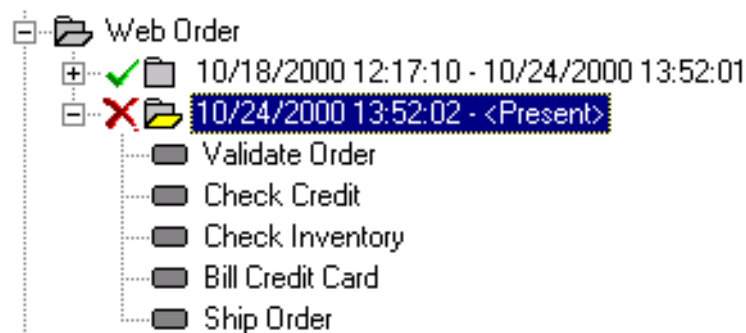 Web Order
10/18/2000 12:17:10 - 10/24/2000 13:52:01
10/24/2000 13:52:02 - <Present>
Validate Order
Check Credit
Check Inventory
Bill Credit Card
Ship Order